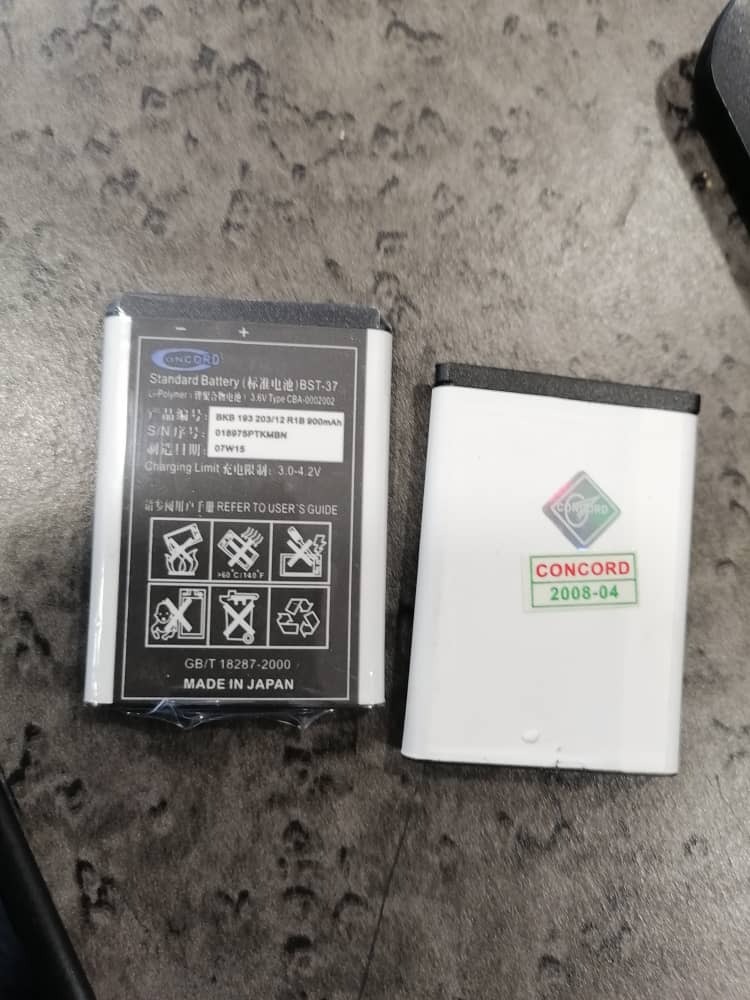 − +
CONCORD
Standard Battery (标准电池) BST-37
Li-Polymer: 锂聚合物电池: 3.6V Type CBA-0002002
产品编号: BKB 193 203/12 R1B 900mAh
S/N 序号: 018975PTKMBN
制造日期: 07W15
Charging Limit 充电限制: 3.0-4.2V
请参阅用户手册 REFER TO USER'S GUIDE
>60°C/140°F
GB/T 18287-2000
MADE IN JAPAN
CONCORD
CONCORD
2008-04